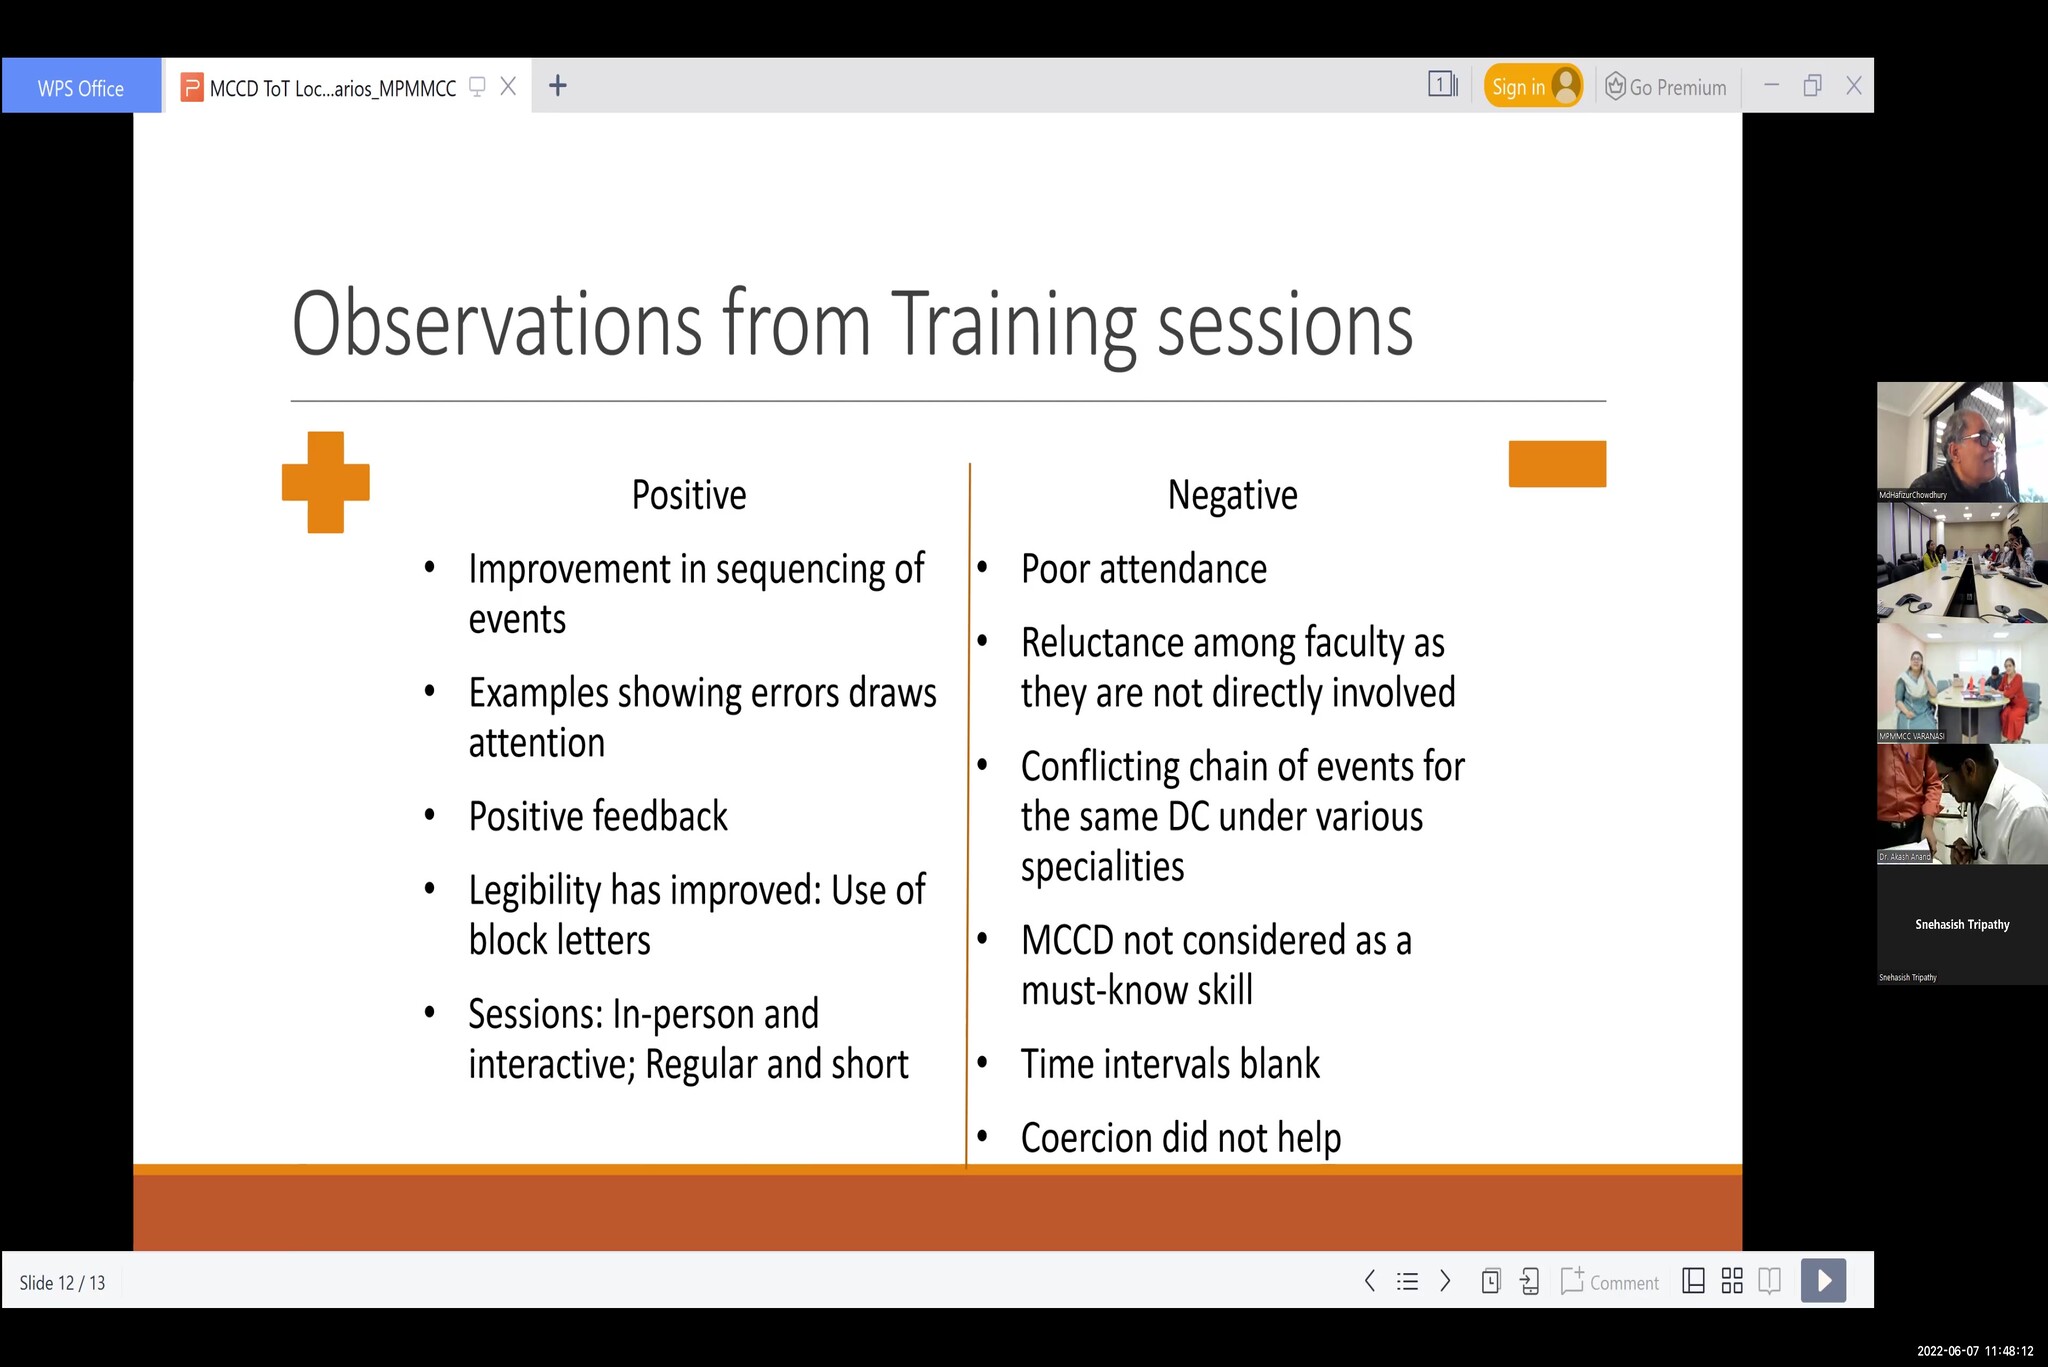 WPS Office
MCCD ToT Loc...arios_MPMMCC
1
Sign in
Go Premium
Observations from Training sessions
Positive
• Improvement in sequencing of
events
• Examples showing errors draws
attention
• Positive feedback
• Legibility has improved: Use of
block letters
• Sessions: In-person and
interactive; Regular and short
Negative
• Poor attendance
• Reluctance among faculty as
they are not directly involved
• Conflicting chain of events for
the same DC under various
specialities
• MCCD not considered as a
must-know skill
• Time intervals blank
• Coercion did not help
MdHafizurChowdhury
MPMMCC VARANASI
Dr. Akash Anand
Snehasish Tripathy
Snehasish Tripathy
Slide 12 / 13
Comment
2022-06-07 11:48:12